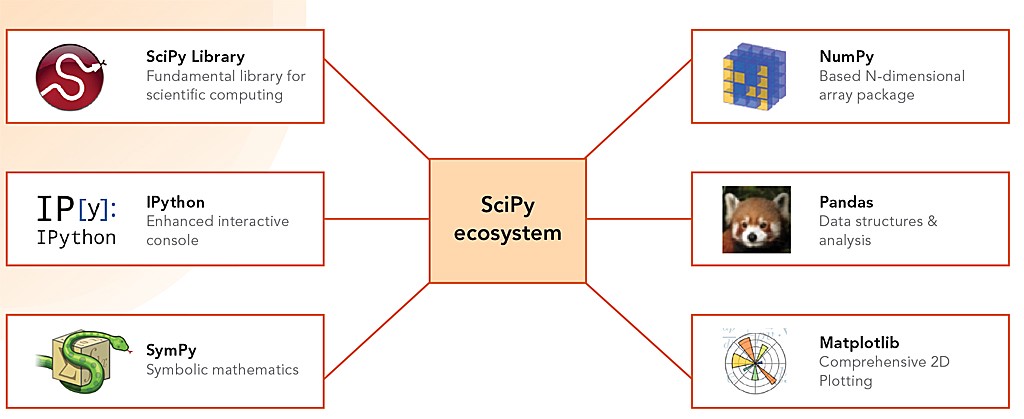 SciPy Library
Fundamental library for
scientific computing
IP[y]:
IPython
IPython
Enhanced interactive
console
SymPy
Symbolic mathematics
SciPy
ecosystem
NumPy
Based N-dimensional
array package
Pandas
Data structures &
analysis
Matplotlib
Comprehensive 2D
Plotting